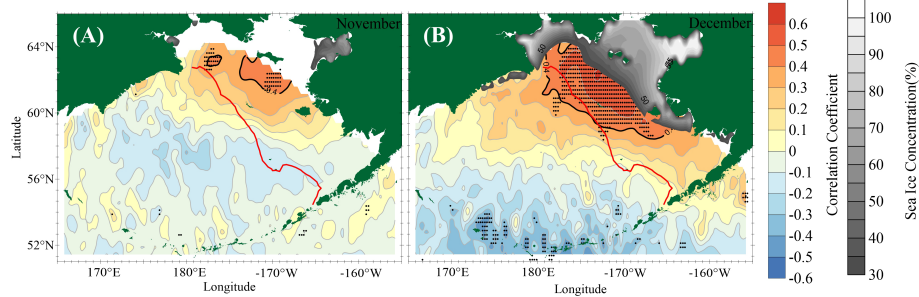 (A)
November
(B)
December
64°N
60°N
56°N
52°N
Latitude
170°E
180°W
-170°W
-160°W
Longitude
170°E
180°W
-170°W
-160°W
Longitude
50
50
0.6
0.5
0.4
0.3
0.2
0.1
0
-0.1
-0.2
-0.3
-0.4
-0.5
-0.6
Correlation Coefficient
100
90
80
70
60
50
40
30
Sea Ice Concentration(%)